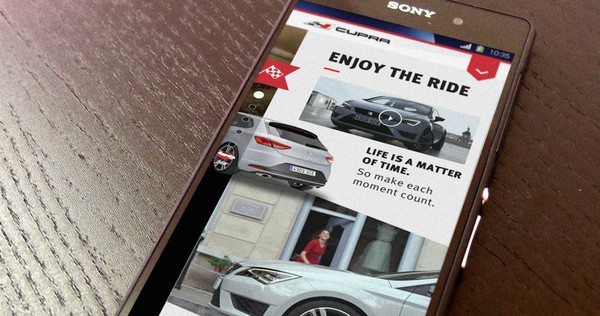 SONY
10:35
CUPRA
ENJOY THE RIDE
LIFE IS A MATTER
OF TIME.
So make each
moment count.